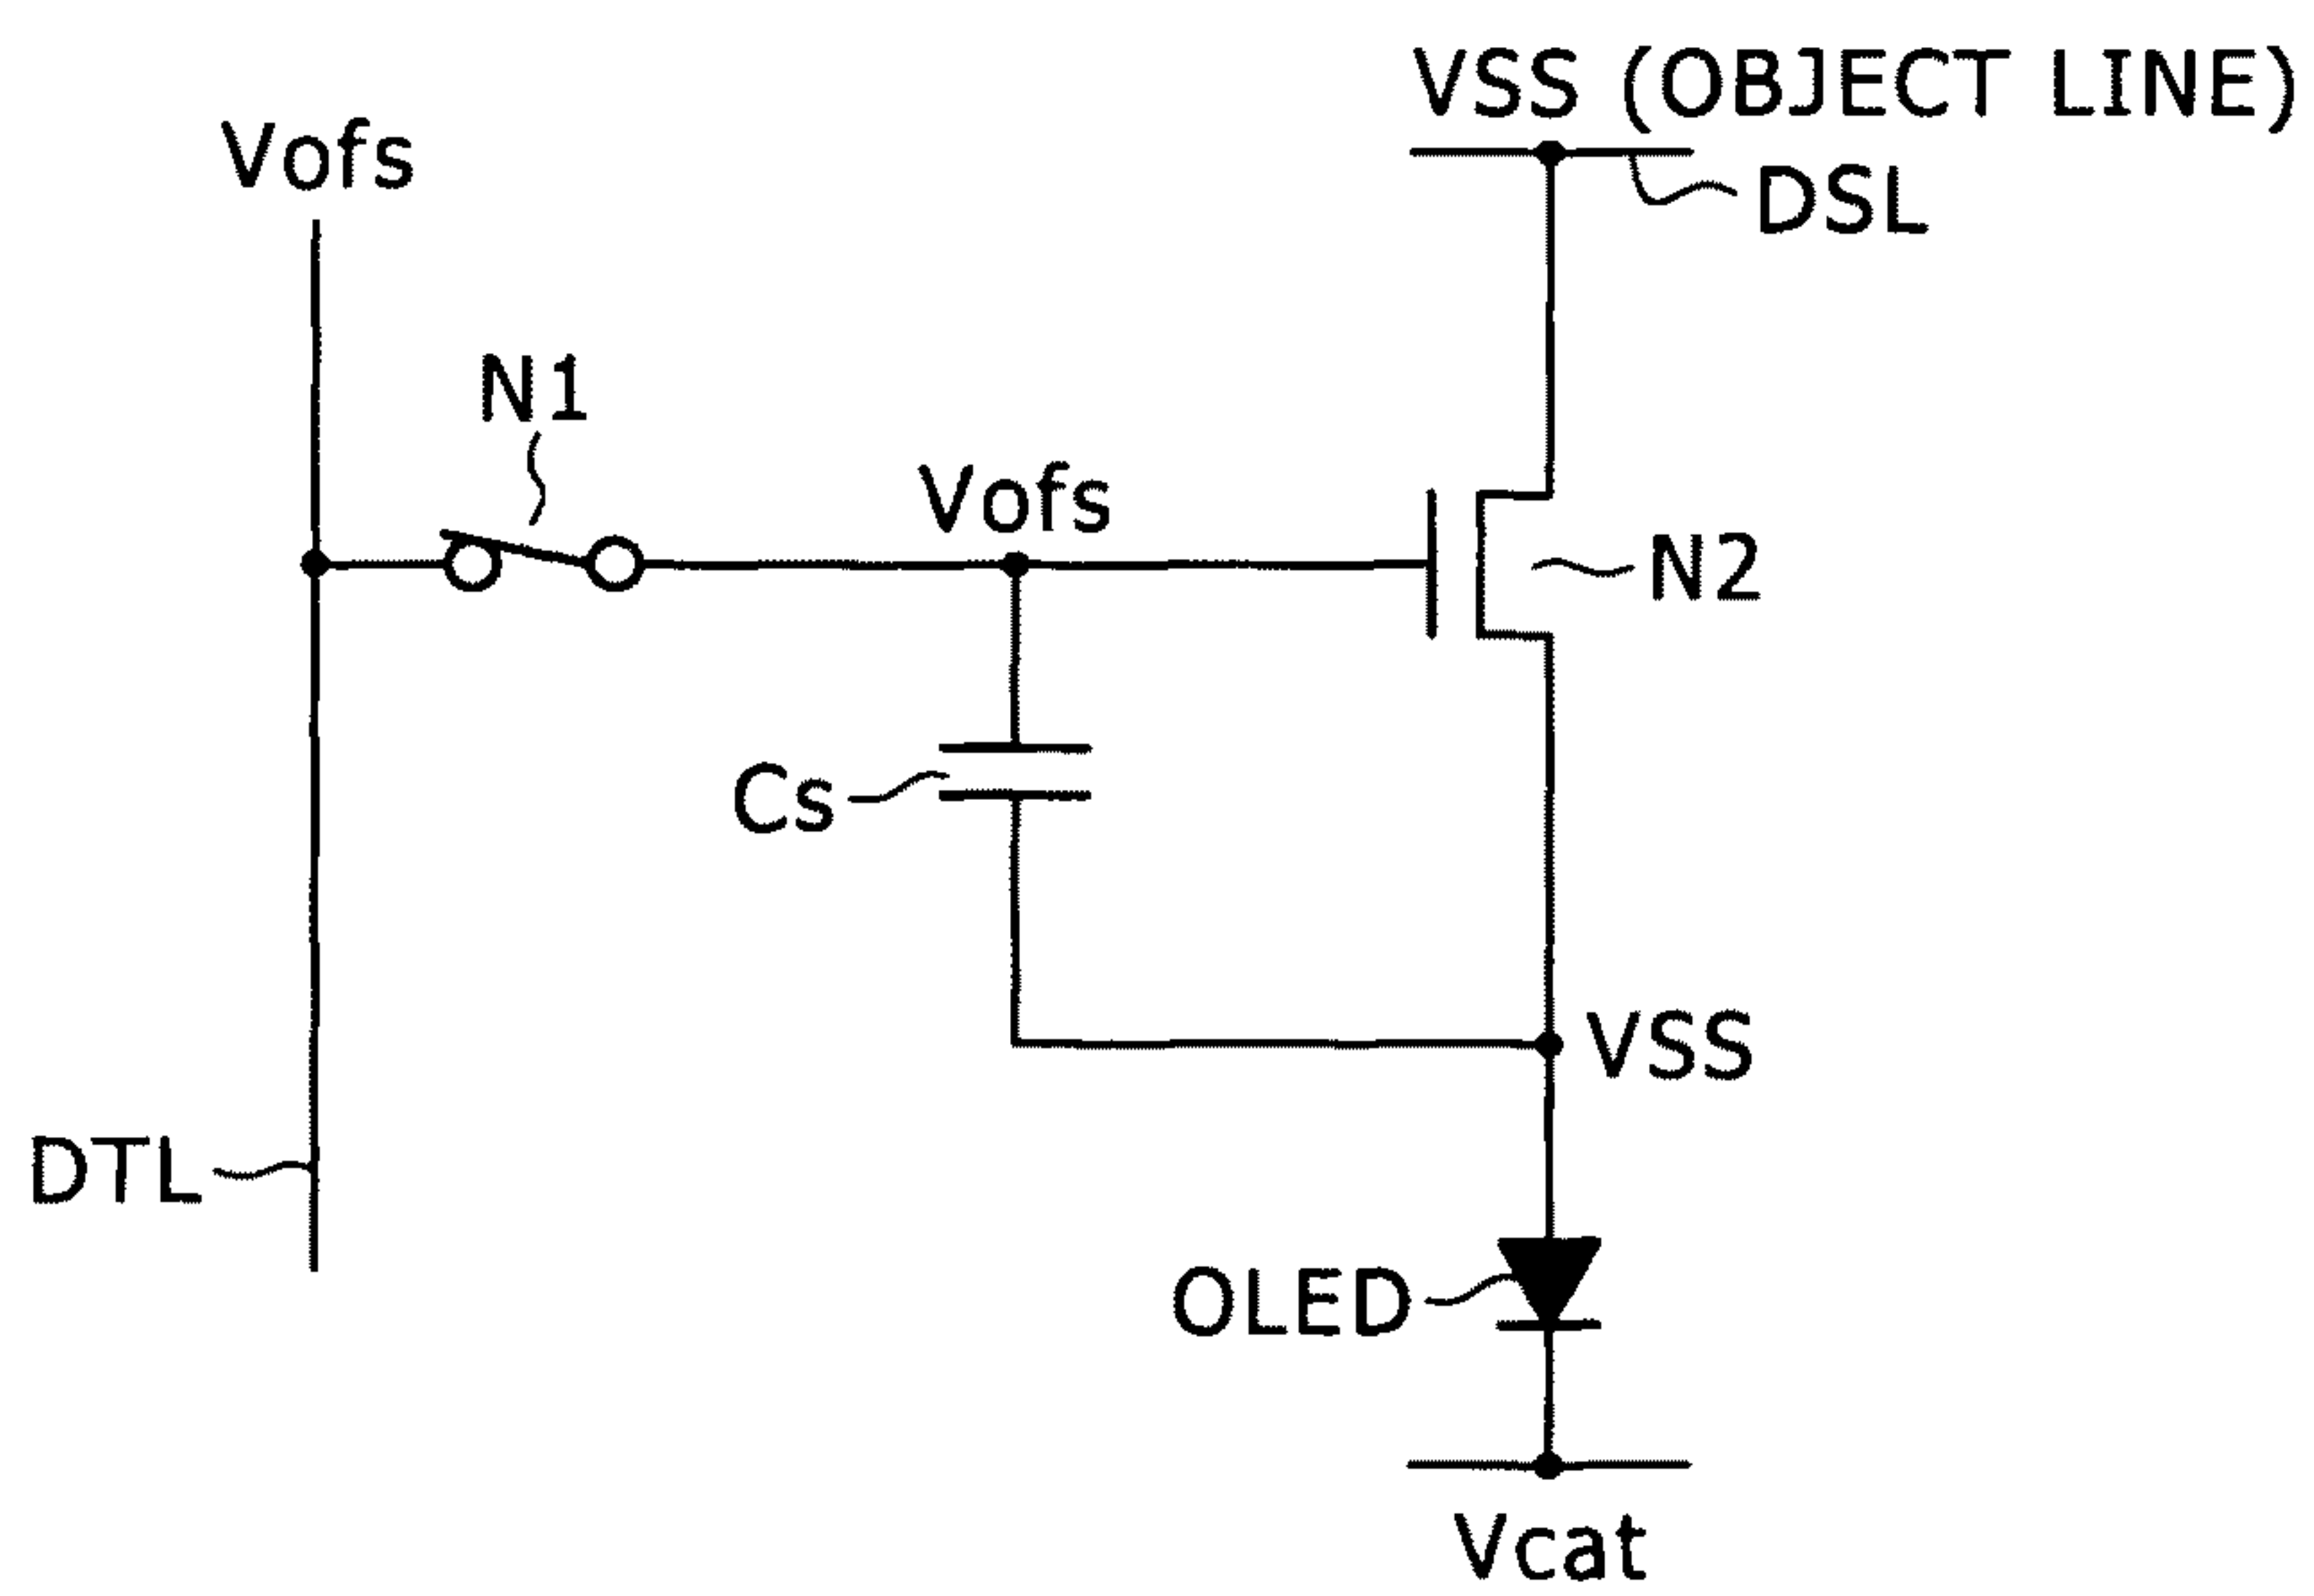 VSS (OBJECT LINE)
Vofs
DSL
N1
Vofs
N2
Cs
VSS
DTL
OLED
Vcat